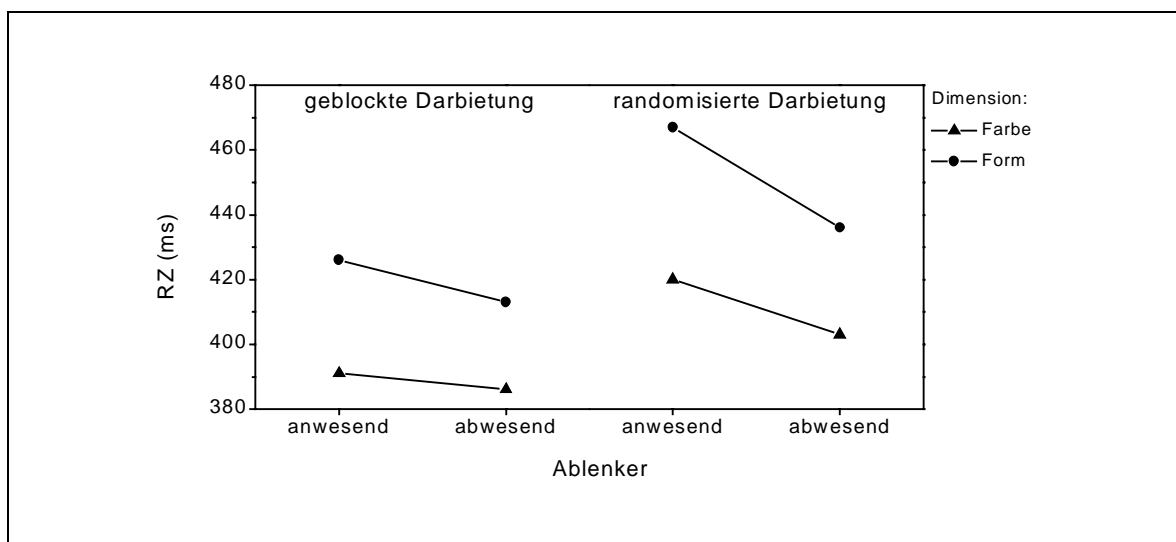 480
geblockte Darbietung randomisierte Darbietung
Dimension:
Farbe
Form
460
440
420
400
380
RZ (ms)
anwesend abwesend anwesend abwesend
Ablenker